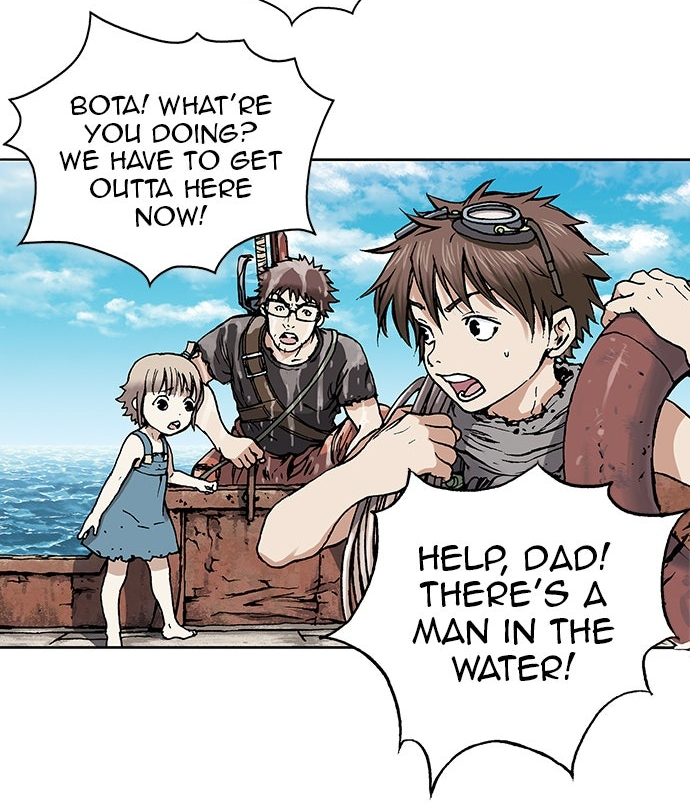 BOTA! WHAT'RE
YOU DOING?
WE HAVE TO GET
OUTTA HERE
NOW!
HELP, DAD!
THERE'S A
MAN IN THE
WATER!